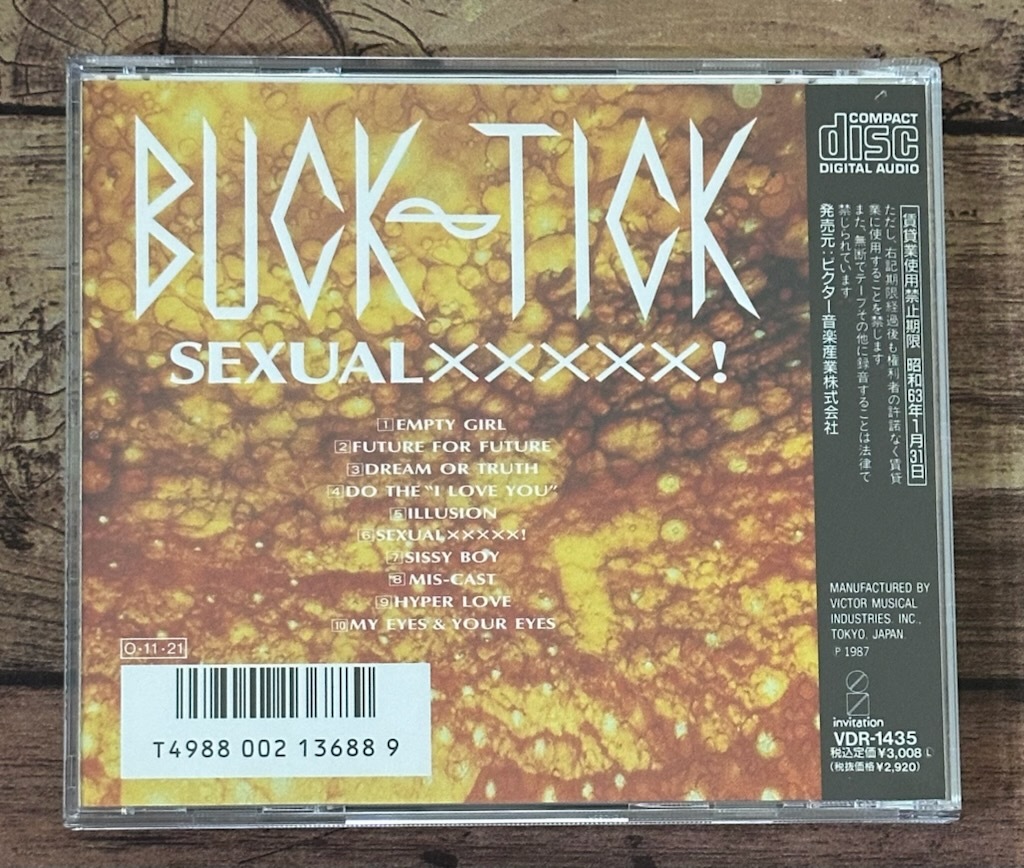 BUCK~TICK
SEXUAL×××××!
1 EMPTY GIRL
2 FUTURE FOR FUTURE
3 DREAM OR TRUTH
4 DO THE "I LOVE YOU"
5 ILLUSION
6 SEXUAL×××××!
7 SISSY BOY
8 MIS-CAST
9 HYPER LOVE
10 MY EYES & YOUR EYES
O·11·21
T4988 002 13688 9
COMPACT
disc
DIGITAL AUDIO
賃貸業使用禁止期限 昭和63年1月31日
ただし、右記期限経過後も権利者の許諾なく賃貸
業に使用することを禁じます
また、無断でテープその他に録音することは法律で
禁じられています。
発売元:ビクター音楽産業株式会社
MANUFACTURED BY
VICTOR MUSICAL
INDUSTRIES. INC.,
TOKYO. JAPAN
P 1987
invitation
VDR-1435
税込定価¥3,008 L
(税抜価格¥2,920)